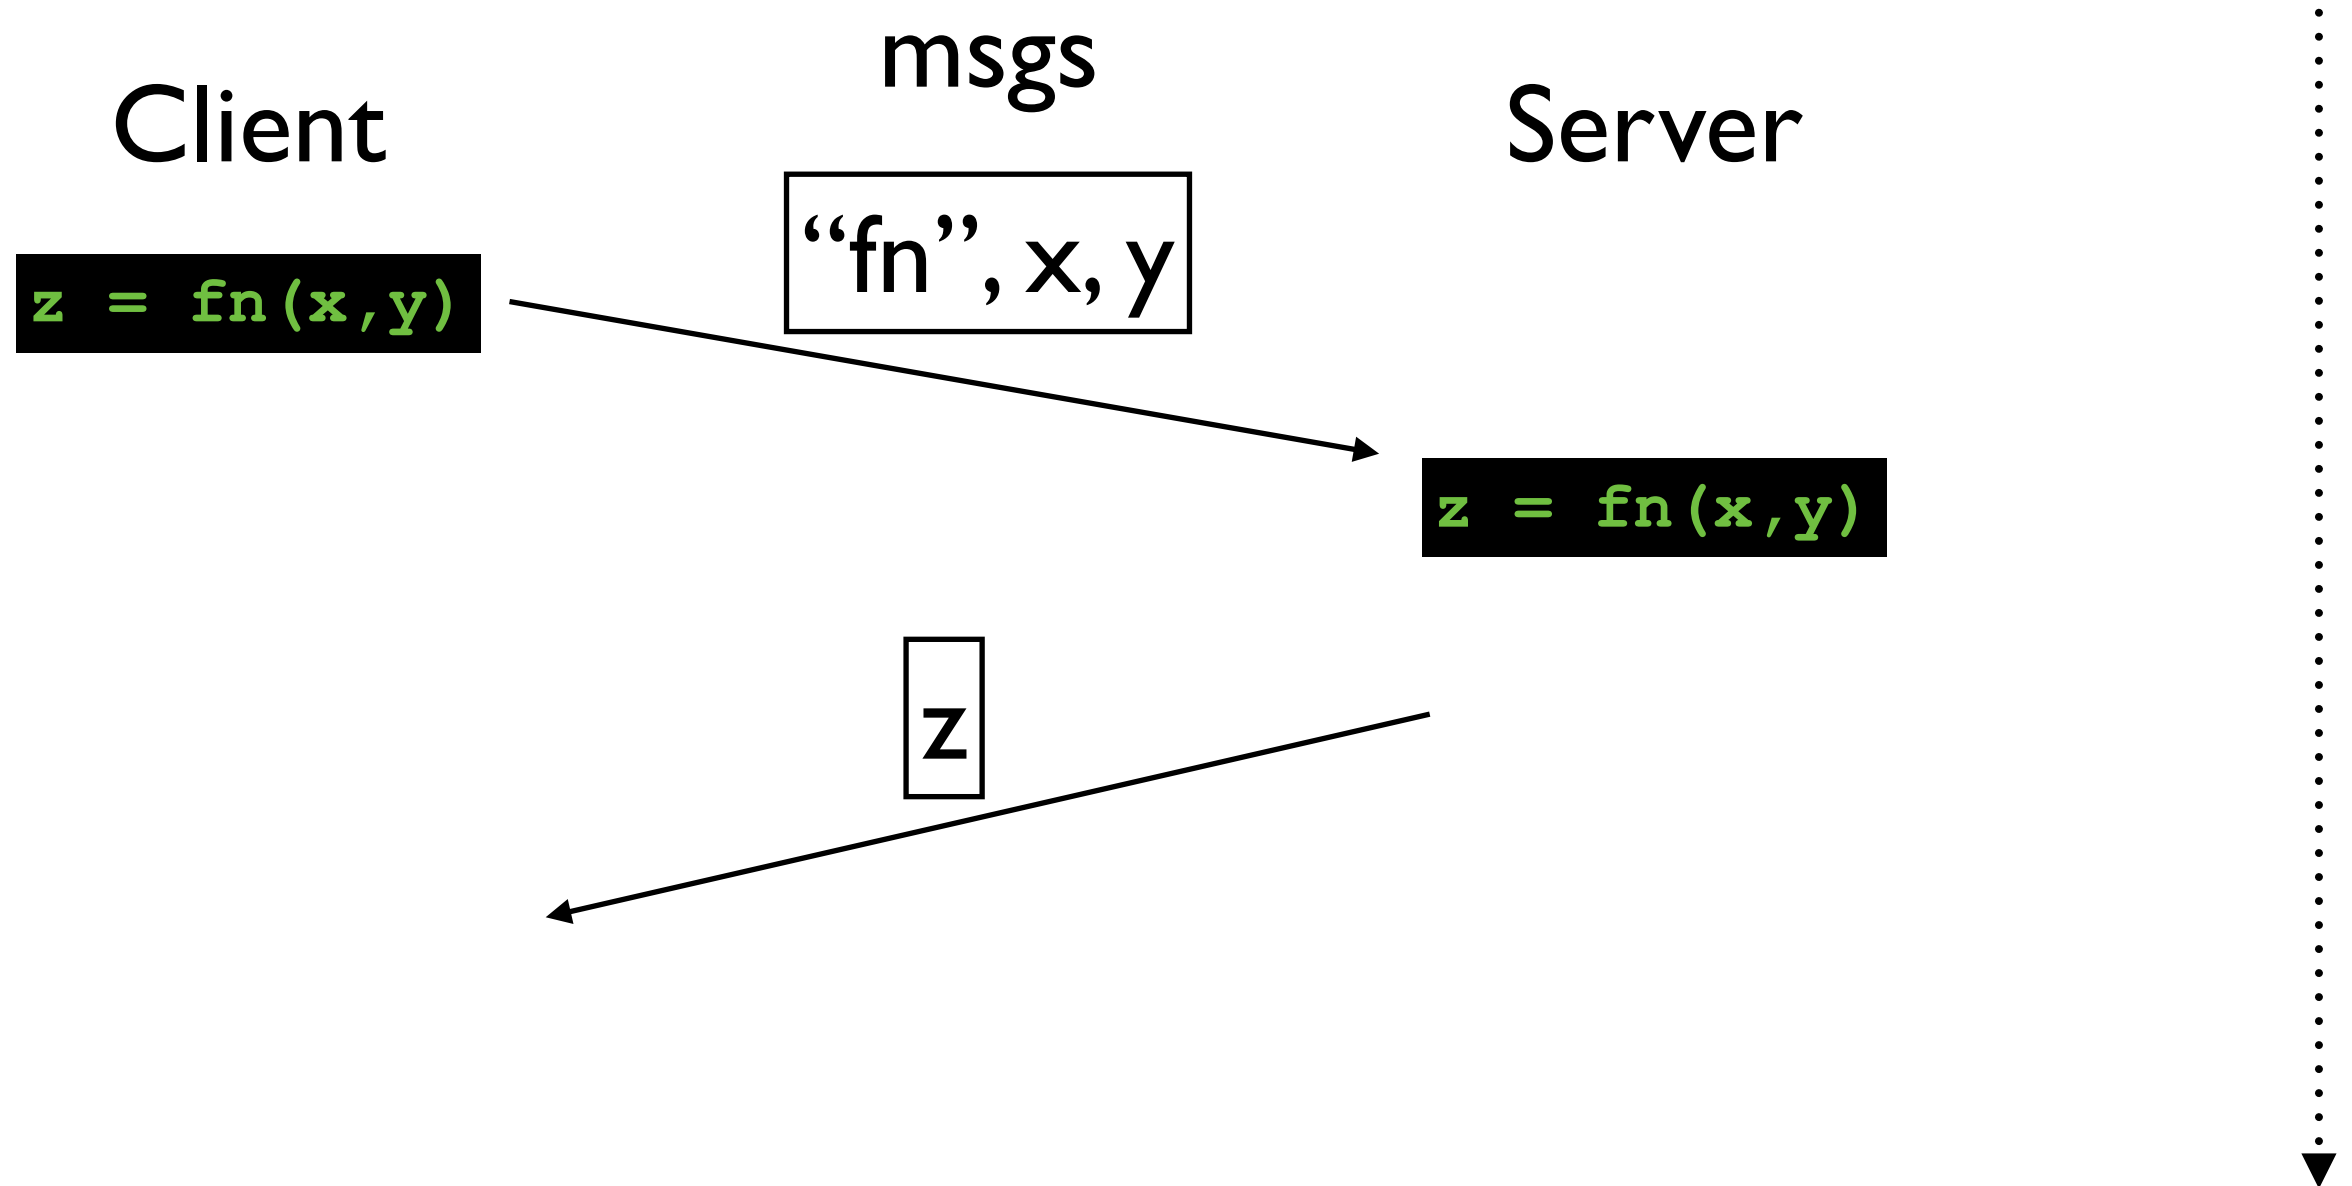 msgs
Client
Server
“fn”, x, y
z = fn(x,y)
z = fn(x,y)
z